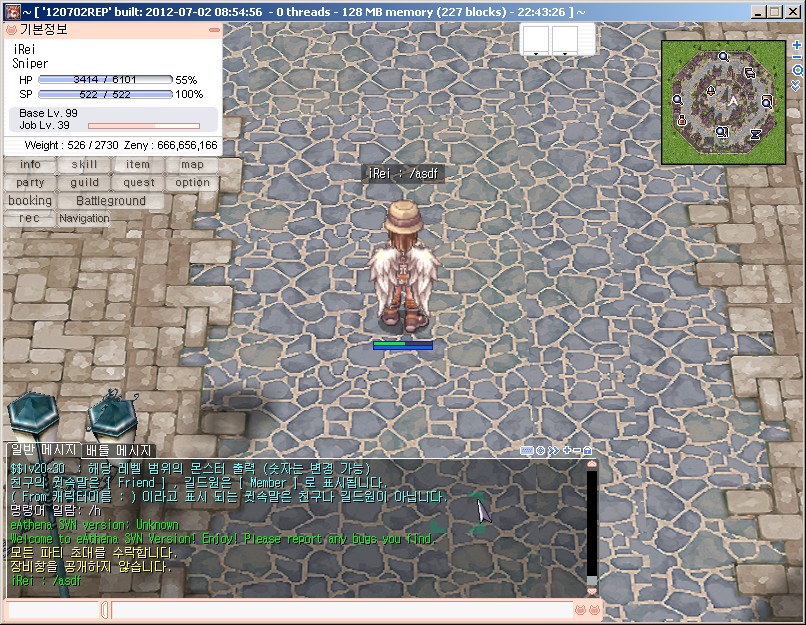 ~ [ '120702REP' built: 2012-07-02 08:54:56 - 0 threads - 128 MB memory (227 blocks) - 22:43:26 ] ~
기본정보
iRei
Sniper
HP 3414 / 6101 55%
SP 522 / 522 100%
Base Lv. 99
Job Lv. 39
Weight : 526 / 2730 Zeny : 666,656,166
info skill item map
party guild quest option
booking Battleground
rec Navigation
iRei : /asdf
일반 메시지 배틀 메시지
$$lv20-30 : 해당 레벨 범위의 몬스터 출력 (숫자는 변경 가능)
친구의 귓속말은 [ Friend ] , 길드원은 [ Member ] 로 표시됩니다.
( From 캐릭터이름 : ) 이라고 표시 되는 귓속말은 친구나 길드원이 아닙니다.
명령어 일람: /h
eAthena SVN version: Unknown
Welcome to eAthena SVN Version! Enjoy! Please report any bugs you find.
모든 파티 초대를 수락합니다.
장비창을 공개하지 않습니다.
iRei : /asdf